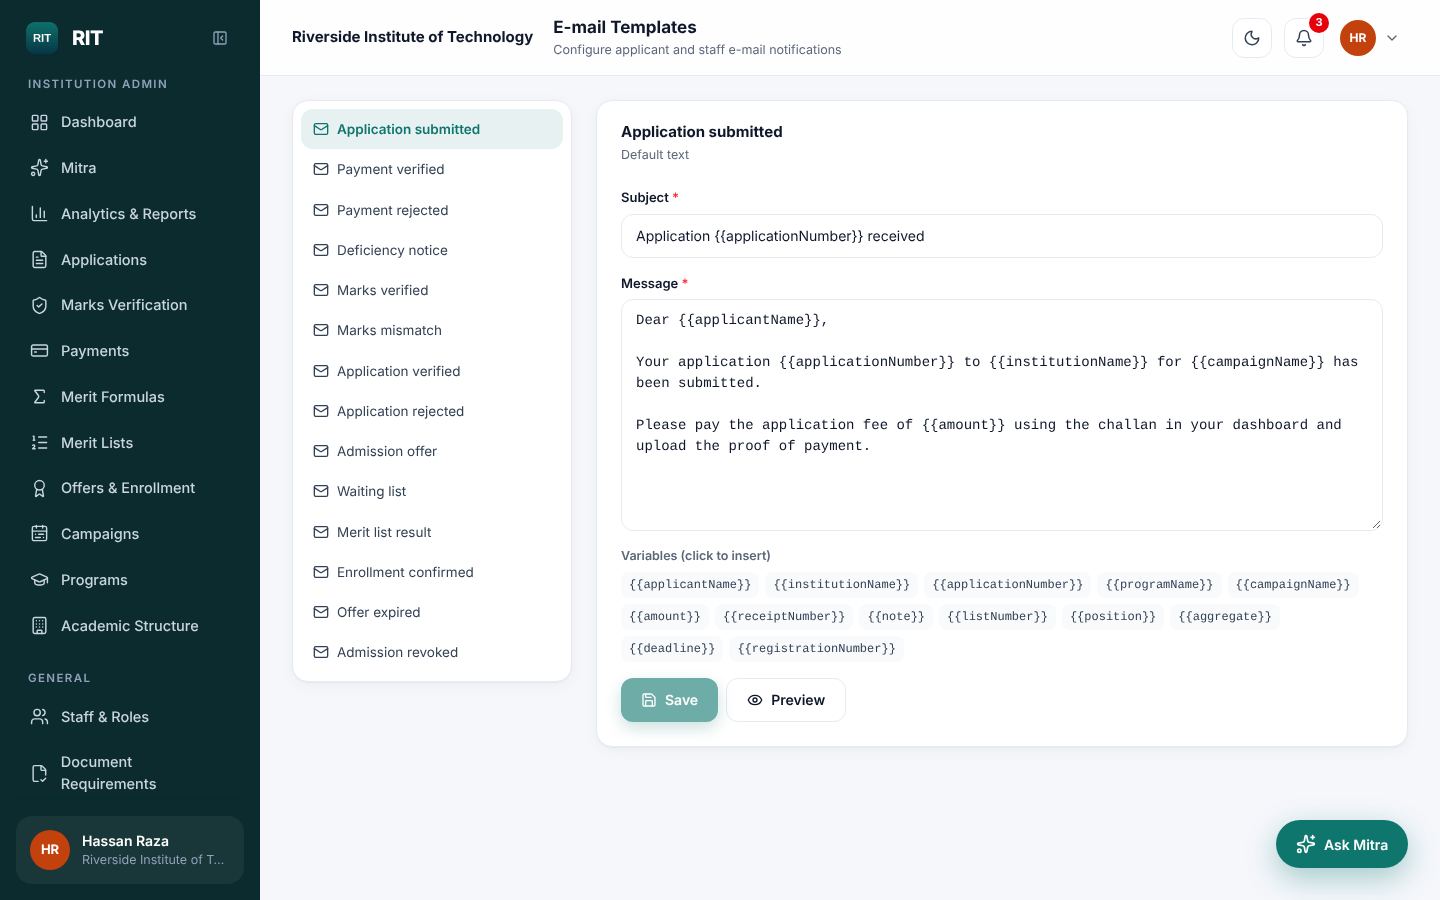 RIT RIT
INSTITUTION ADMIN
Dashboard
Mitra
Analytics & Reports
Applications
Marks Verification
Payments
Merit Formulas
Merit Lists
Offers & Enrollment
Campaigns
Programs
Academic Structure
GENERAL
Staff & Roles
Document
Requirements
HR
Hassan Raza
Riverside Institute of T...
Riverside Institute of Technology
E-mail Templates
Configure applicant and staff e-mail notifications
3
HR
Application submitted
Payment verified
Payment rejected
Deficiency notice
Marks verified
Marks mismatch
Application verified
Application rejected
Admission offer
Waiting list
Merit list result
Enrollment confirmed
Offer expired
Admission revoked
Application submitted
Default text
Subject *
Application {{applicationNumber}} received
Message *
Dear {{applicantName}},
Your application {{applicationNumber}} to {{institutionName}} for {{campaignName}} has
been submitted.
Please pay the application fee of {{amount}} using the challan in your dashboard and
upload the proof of payment.
Variables (click to insert)
{{applicantName}} {{institutionName}} {{applicationNumber}} {{programName}} {{campaignName}}
{{amount}} {{receiptNumber}} {{note}} {{listNumber}} {{position}} {{aggregate}}
{{deadline}} {{registrationNumber}}
Save Preview
Ask Mitra